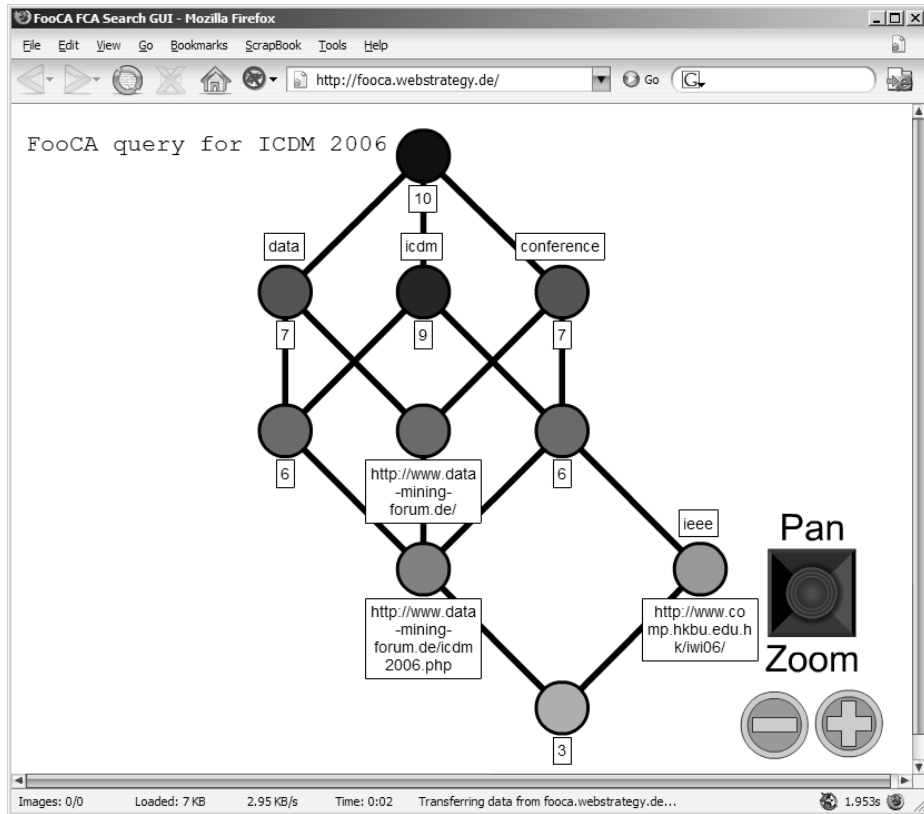 FooCA FCA Search GUI - Mozilla Firefox
File Edit View Go Bookmarks ScrapBook Tools Help
http://fooca.webstrategy.de/ Go G
FooCA query for ICDM 2006
10
data icdm conference
7 9 7
6 http://www.data
-mining-
forum.de/ 6
ieee
Pan
http://www.data
-mining-
forum.de/icdm
2006.php
http://www.co
mp.hkbu.edu.h
k/iwi06/
Zoom
3
Images: 0/0 Loaded: 7 KB 2.95 KB/s Time: 0:02 Transferring data from fooca.webstrategy.de... 1.953s